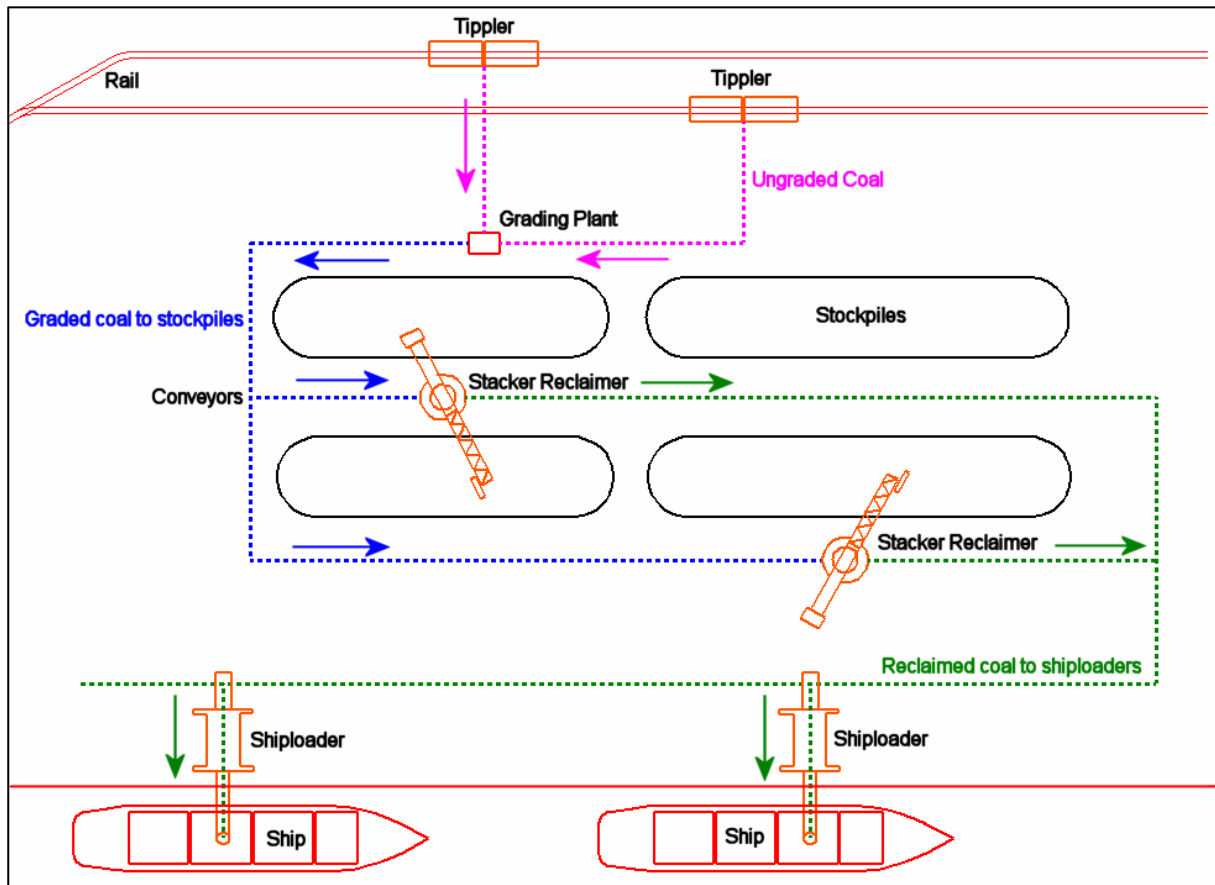 Tippler
Rail
Tippler
Ungraded Coal
Grading Plant
Graded coal to stockpiles
Stockpiles
Stacker Reclaimer
Conveyors
Stacker Reclaimer
Reclaimed coal to shiploaders
Shiploader
Shiploader
Ship
Ship